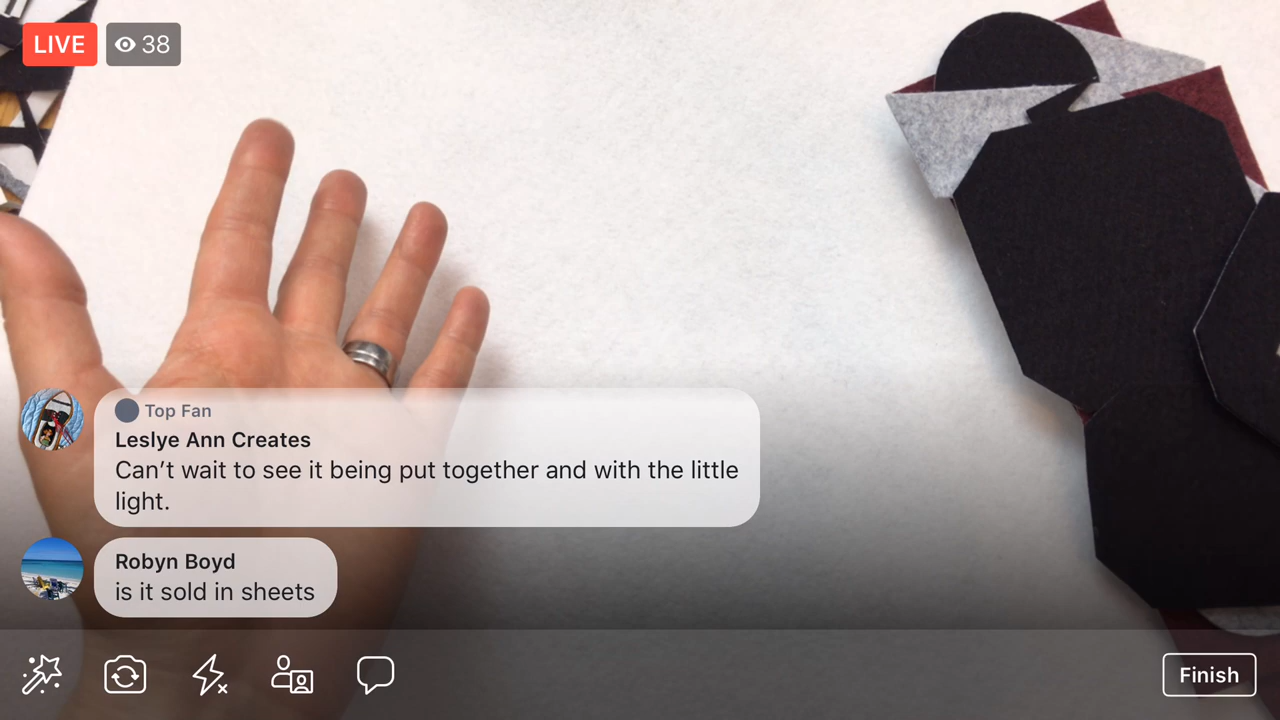 LIVE
38
Top Fan
Leslye Ann Creates
Can’t wait to see it being put together and with the little
light.
Robyn Boyd
is it sold in sheets
Finish